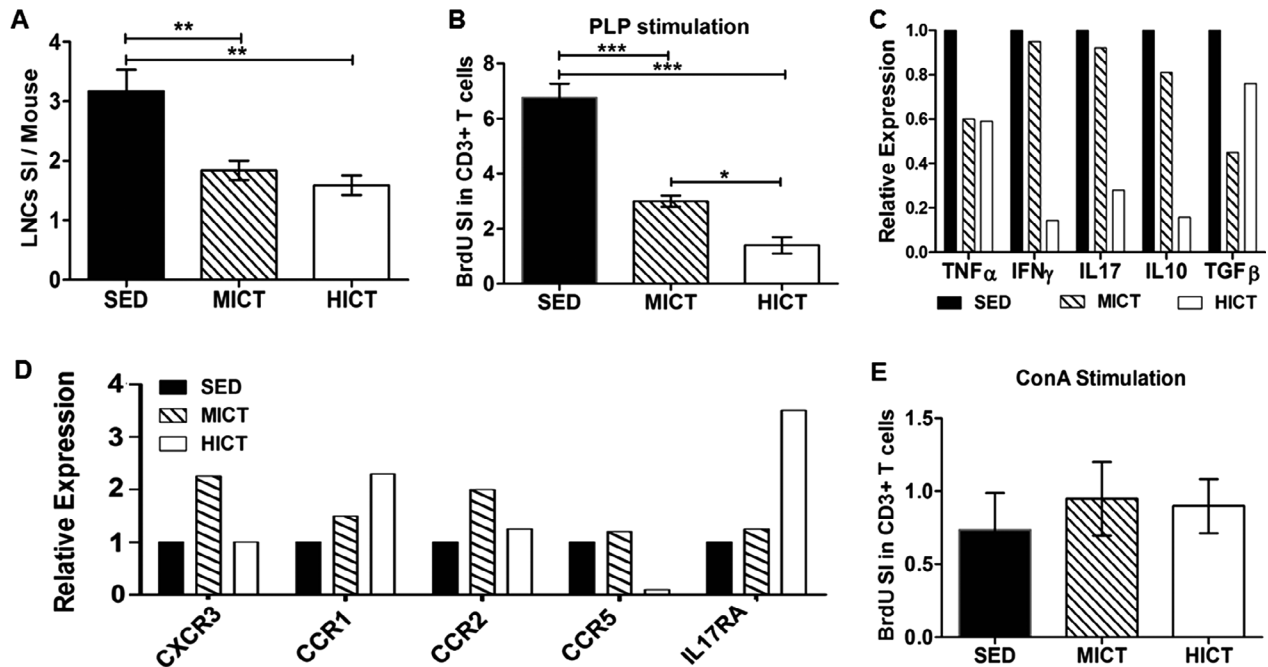 A
LNCs SI / Mouse
4
3
2
1
0
**
**
SED MICT HICT
B
PLP stimulation
BrdU SI in CD3+ T cells
8
6
4
2
0
***
***
*
SED MICT HICT
C
Relative Expression
1.0
0.8
0.6
0.4
0.2
0.0
TNFα IFNγ IL17 IL10 TGFβ
SED MICT HICT
D
Relative Expression
4
3
2
1
0
SED
MICT
HICT
CXCR3 CCR1 CCR2 CCR5 IL17RA
E
ConA Stimulation
BrdU SI in CD3+ T cells
1.5
1.0
0.5
0.0
SED MICT HICT